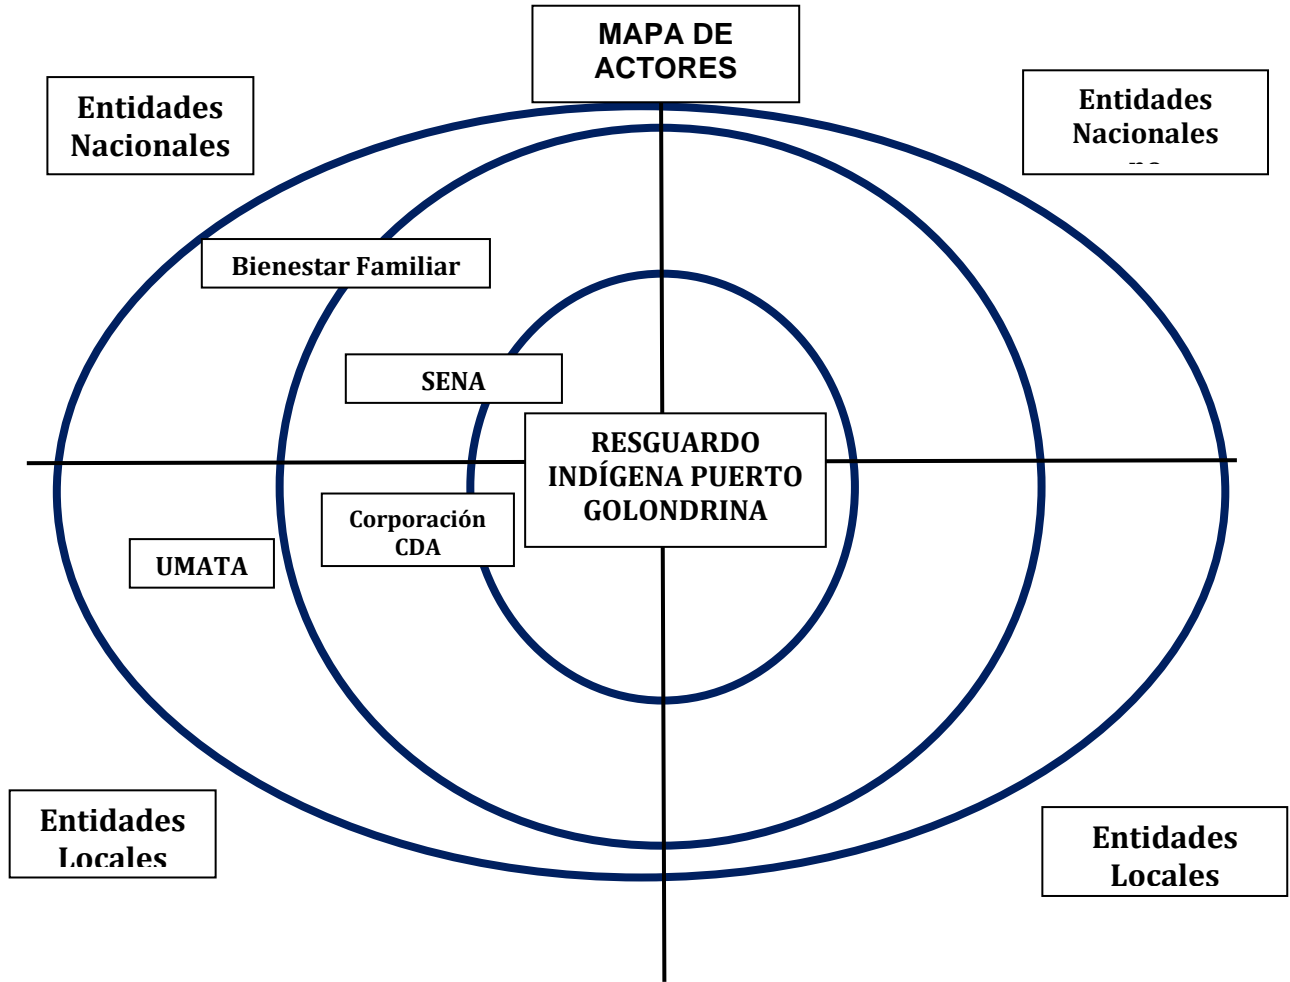 MAPA DE
ACTORES
Entidades
Nacionales
Entidades
Nacionales
Bienestar Familiar
SENA
RESGUARDO
INDÍGENA PUERTO
GOLONDRINA
Corporación
CDA
UMATA
Entidades
Locales
Entidades
Locales